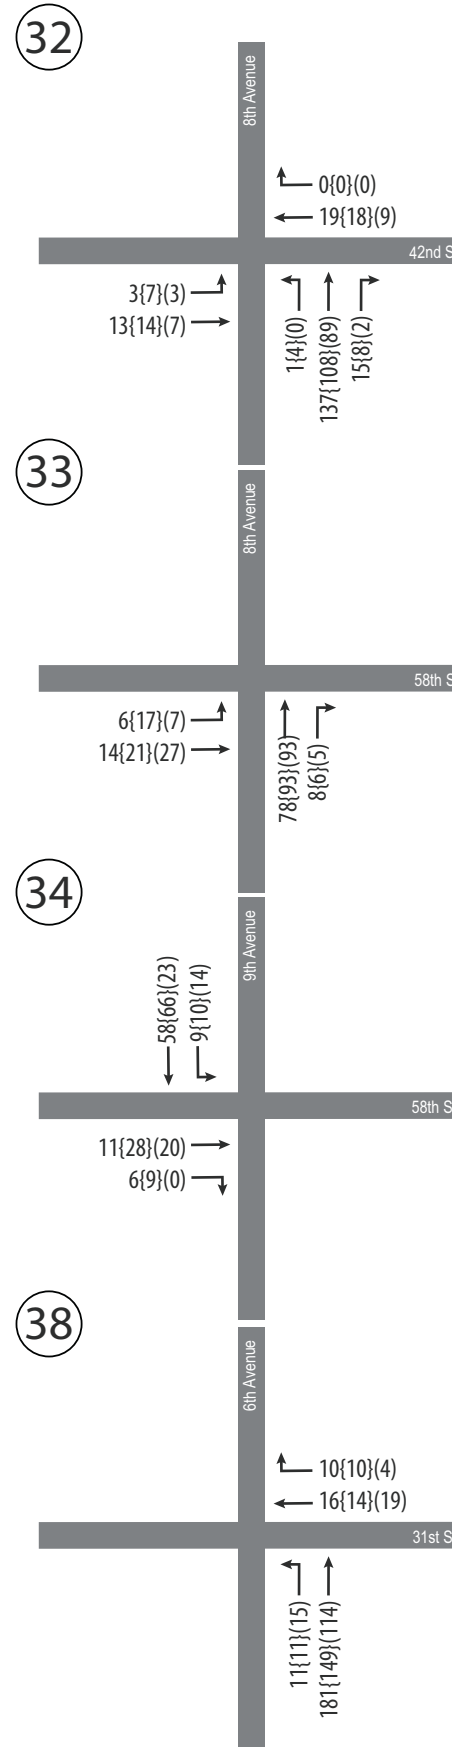 32
8th Avenue
0{0}(0)
19{18}(9)
42nd S
3{7}(3)
13{14}(7)
1{4}(0)
137{108}(89)
15{8}(2)
33
8th Avenue
58th S
6{17}(7)
14{21}(27)
78{93}(93)
8{6}(5)
34
9th Avenue
58{66}(23)
9{10}(14)
58th S
11{28}(20)
6{9}(0)
38
6th Avenue
10{10}(4)
16{14}(19)
31st S
11{11}(15)
181{149}(114)